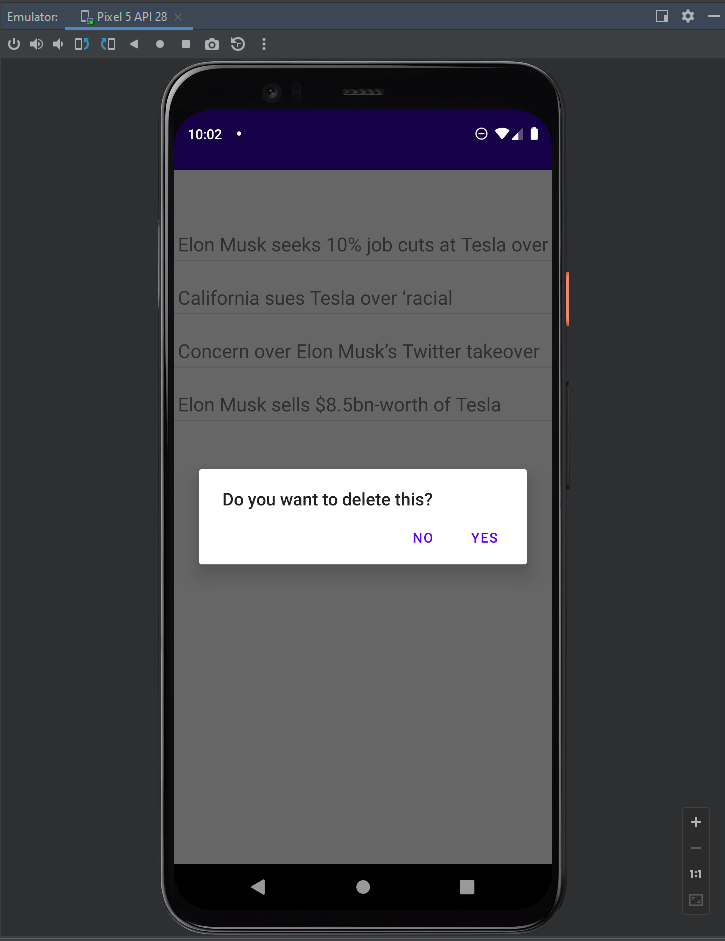 Emulator: Pixel 5 API 28
10:02
Elon Musk seeks 10% job cuts at Tesla over
California sues Tesla over ‘racial
Concern over Elon Musk’s Twitter takeover
Elon Musk sells $8.5bn-worth of Tesla
Do you want to delete this?
NO YES
1:1